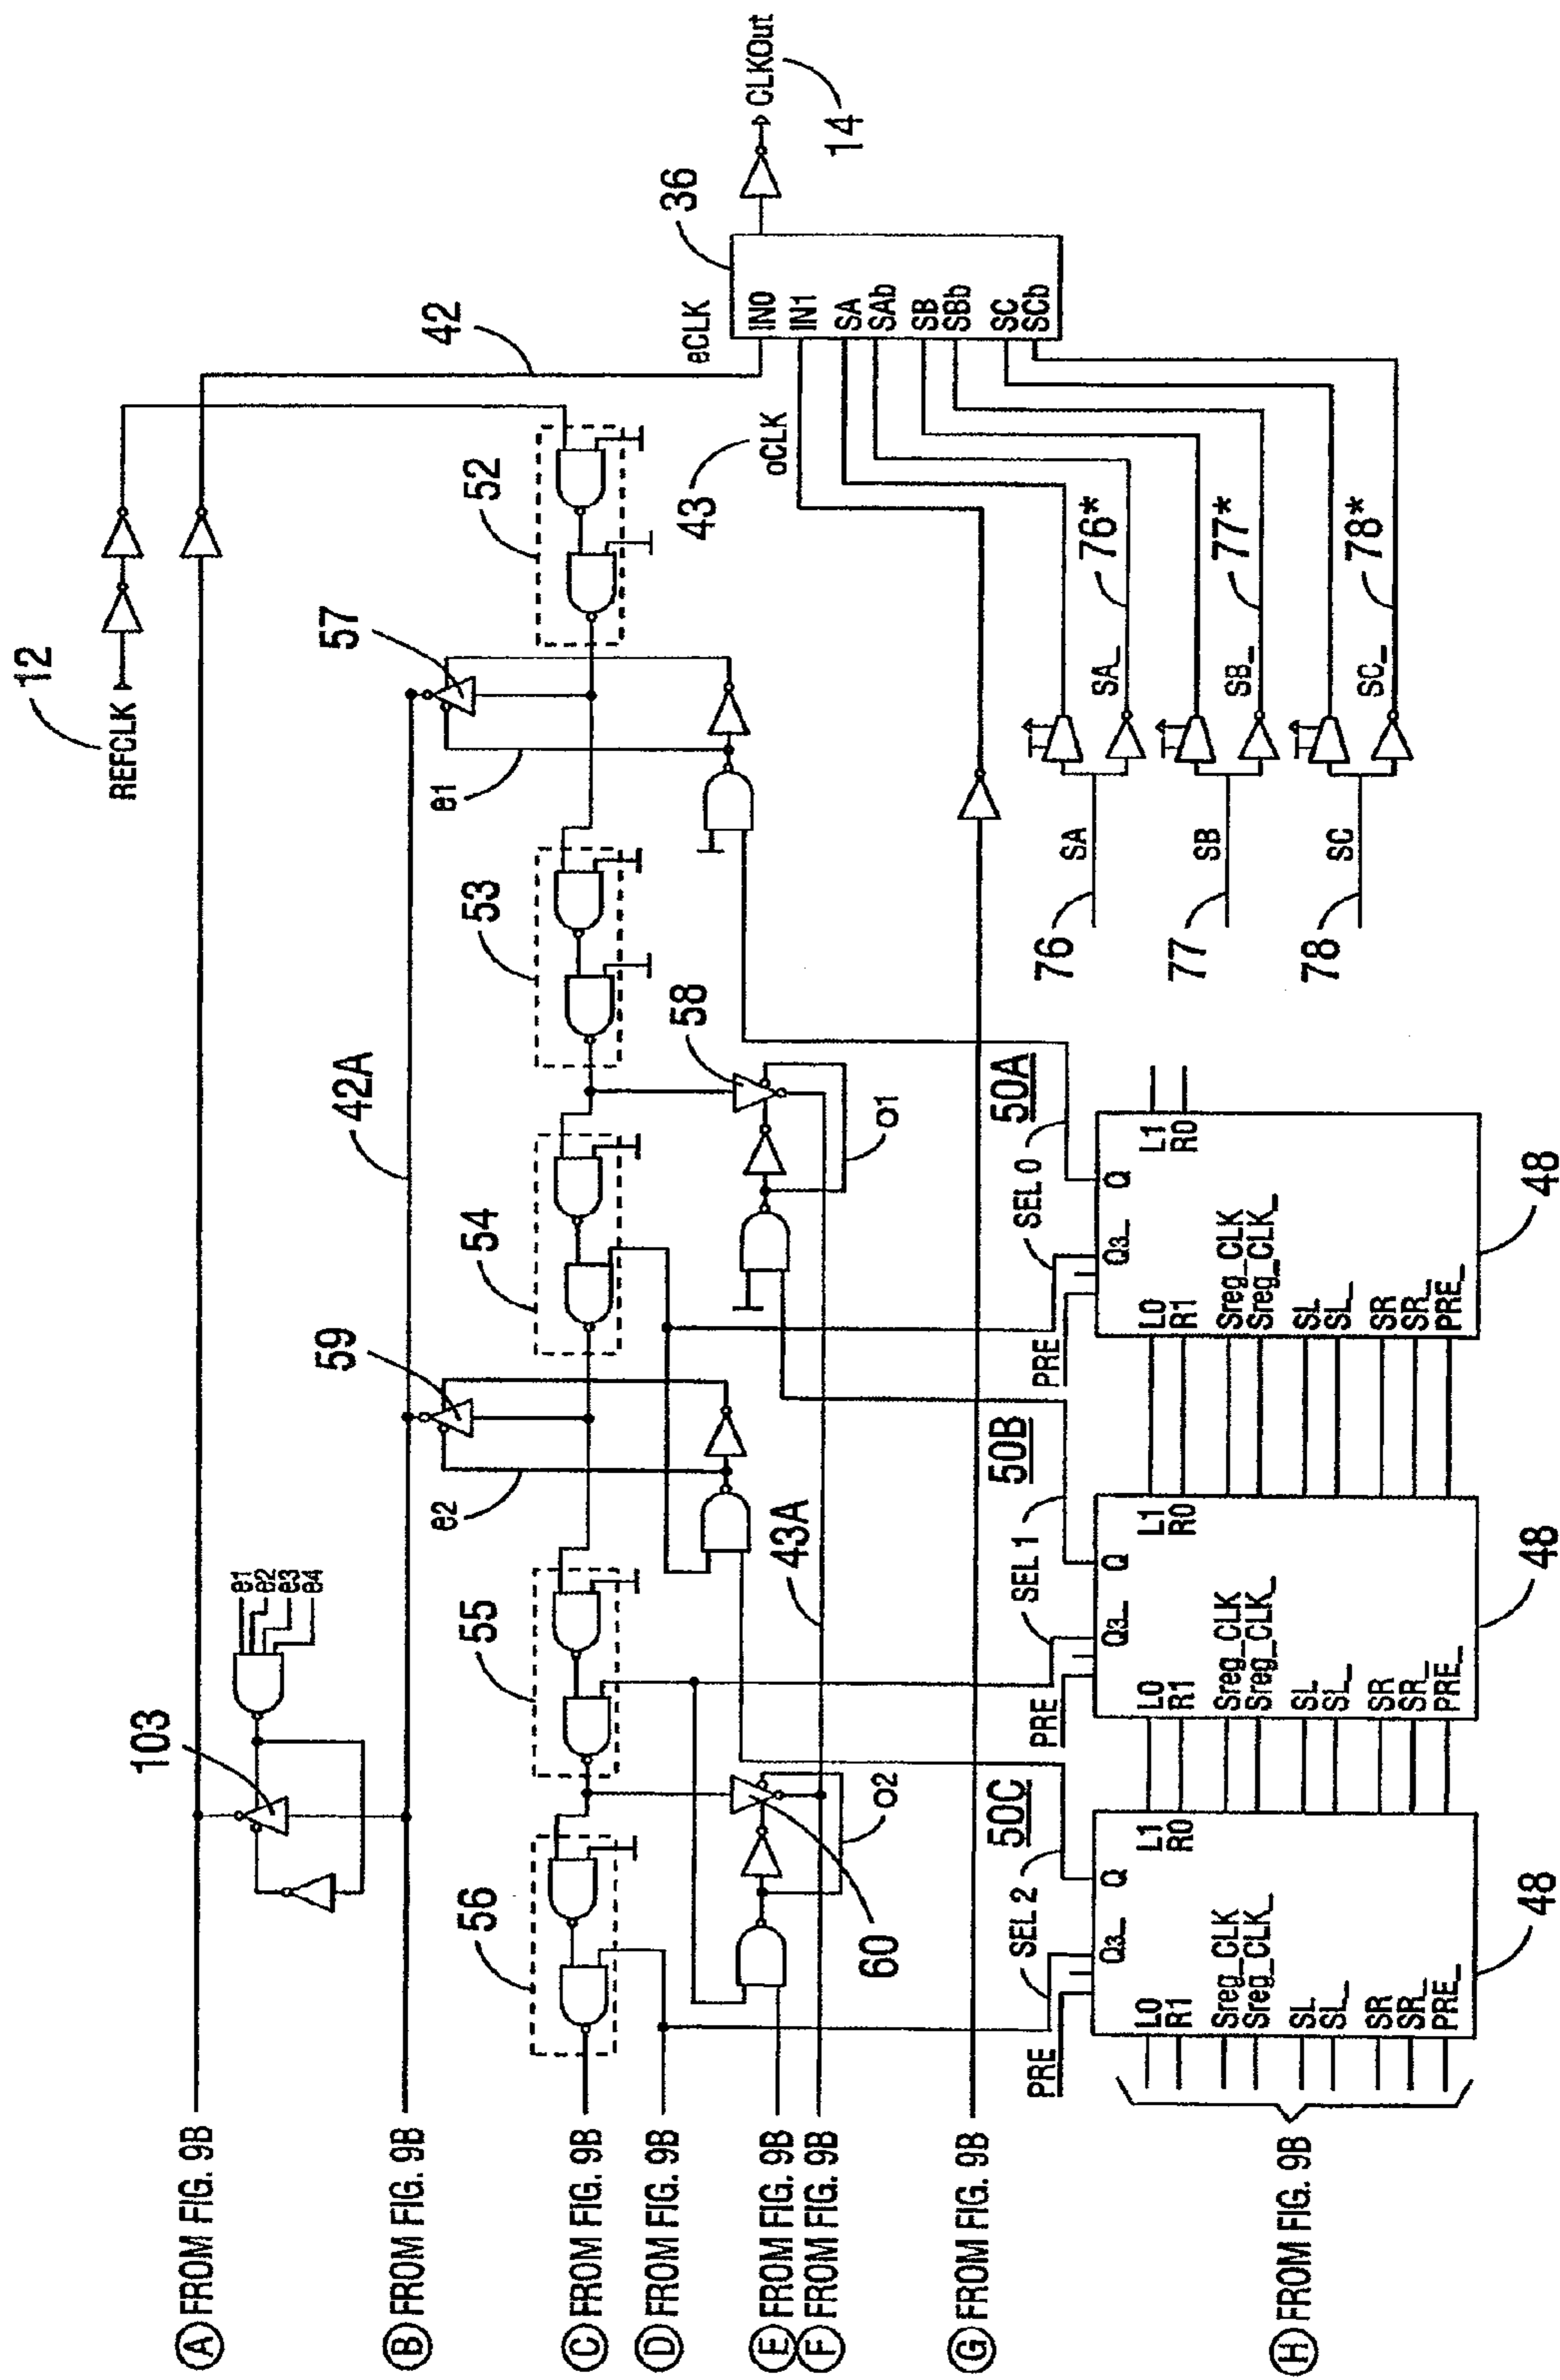 12
REFCLK
CLKOut
14
36
42
eCLK
IN0
IN1
SA
SAb
SB
SBb
SC
SCb
43
oCLK
52
57
e1
53
58
42A
54
o1
59
e2
55
43A
103
e1
e2
e3
e4
56
60
o2
76
SA
SA_
76*
77
SB
SB_
77*
78
SC
SC_
78*
50A
SEL 0
PRE
Q3_
Q
L1
R0
L0
R1
Sreg_CLK
Sreg_CLK_
SL
SL_
SR
SR_
PRE_
48
50B
SEL 1
PRE
Q3_
Q
L1
R0
L0
R1
Sreg_CLK
Sreg_CLK_
SL
SL_
SR
SR_
PRE_
48
50C
SEL 2
PRE
Q3_
Q
L1
R0
L0
R1
Sreg_CLK
Sreg_CLK_
SL
SL_
SR
SR_
PRE_
48
A FROM FIG. 9B
B FROM FIG. 9B
C FROM FIG. 9B
D FROM FIG. 9B
E FROM FIG. 9B
F FROM FIG. 9B
G FROM FIG. 9B
H FROM FIG. 9B